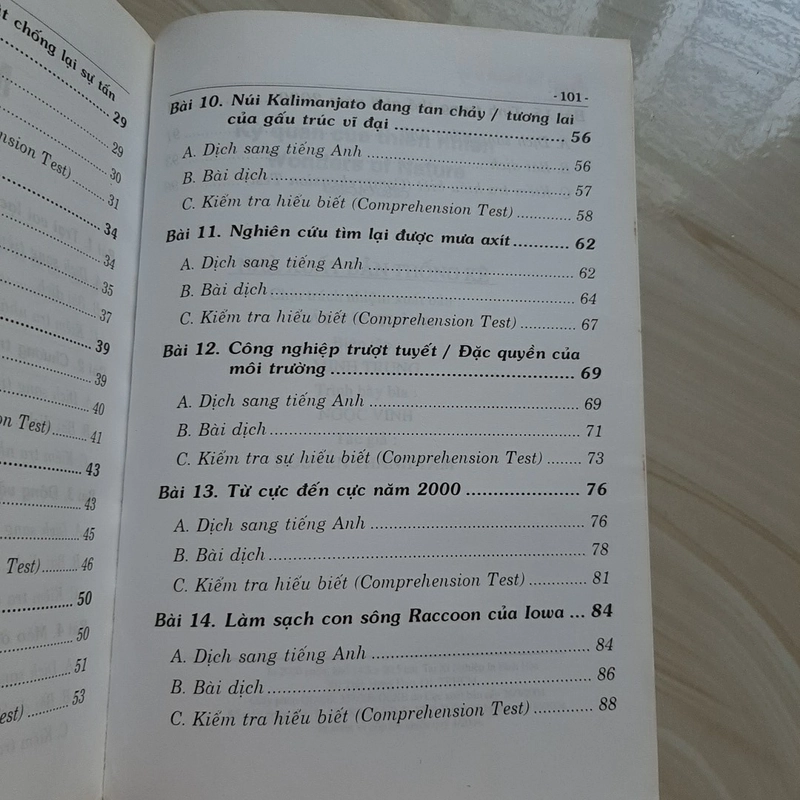 t chống lại sự tấn
29
29
ension Test) 30
31
34
34
35
37
39
39
40
on Test) 41
43
43
45
Test) 46
50
50
51
est) 53
- 101 -
Bài 10. Núi Kalimanjato đang tan chảy / tương lai
của gấu trúc vĩ đại 56
A. Dịch sang tiếng Anh 56
B. Bài dịch 57
C. Kiểm tra hiểu biết (Comprehension Test) 58
Bài 11. Nghiên cứu tìm lại được mưa axít 62
A. Dịch sang tiếng Anh 62
B. Bài dịch 64
C. Kiểm tra hiểu biết (Comprehension Test) 67
Bài 12. Công nghiệp trượt tuyết / Đặc quyền của
môi trường 69
A. Dịch sang tiếng Anh 69
B. Bài dịch 71
C. Kiểm tra sự hiểu biết (Comprehension Test) 73
Bài 13. Từ cực đến cực năm 2000 76
A. Dịch sang tiếng Anh 76
B. Bài dịch 78
C. Kiểm tra hiểu biết (Comprehension Test) 81
Bài 14. Làm sạch con sông Raccoon của Iowa ... 84
A. Dịch sang tiếng Anh 84
B. Bài dịch 86
C. Kiểm tra hiểu biết (Comprehension Test) 88